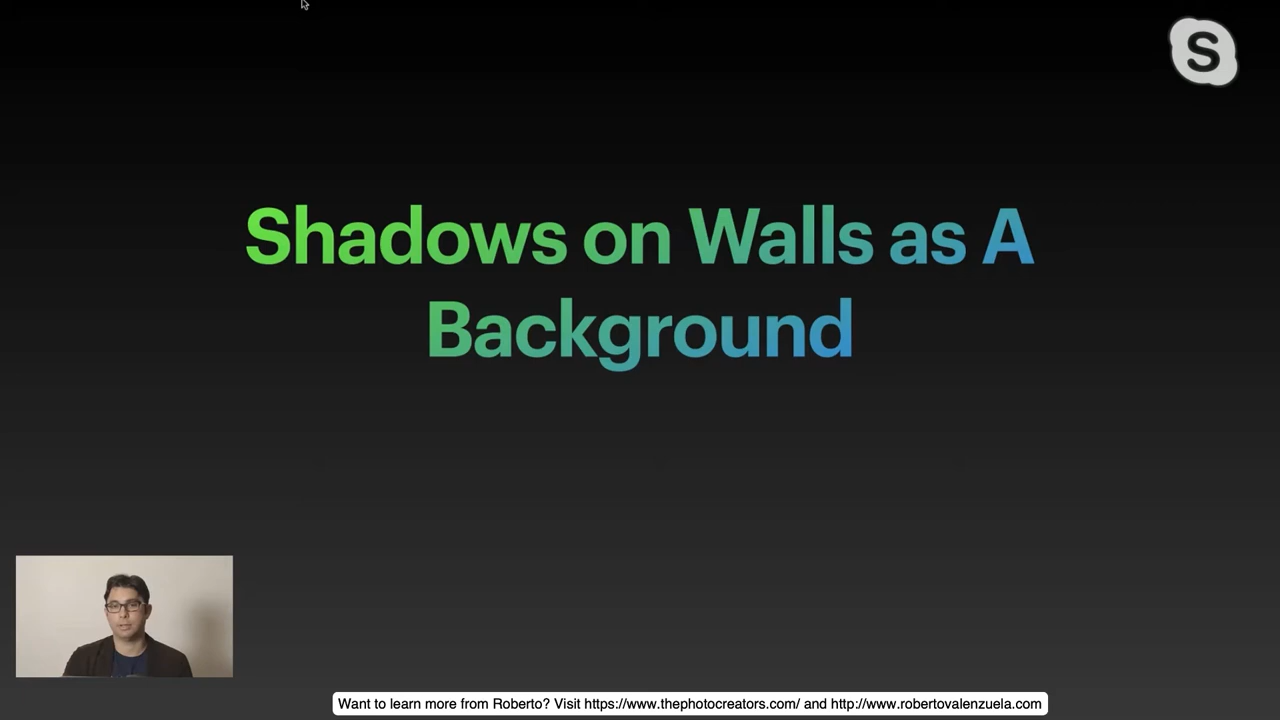 S
Shadows on Walls as A
Background
Want to learn more from Roberto? Visit https://www.thephotocreators.com/ and http://www.robertovalenzuela.com